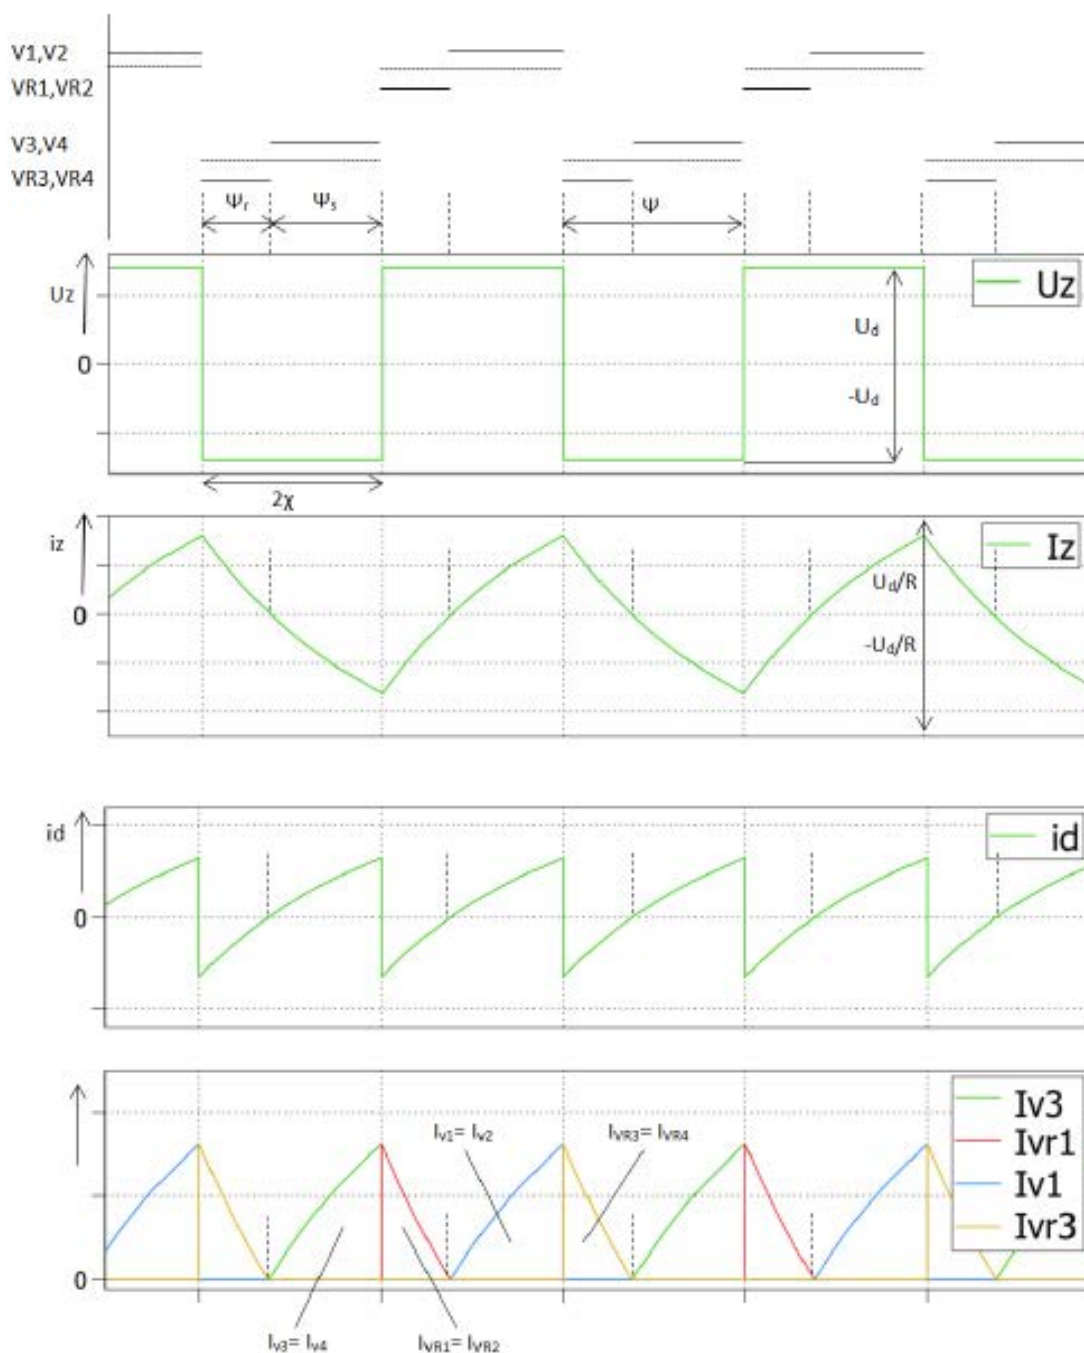 V1,V2
VR1,VR2
V3,V4
VR3,VR4
Ψr
Ψs
Ψ
Uz
Uz
0
Ud
-Ud
2χ
iz
Iz
0
Ud/R
-Ud/R
id
id
0
Iv3
Ivr1
Iv1
Ivr3
Iv1= Iv2
IVR3= IVR4
0
Iv3= Iv4
IVR1= IVR2